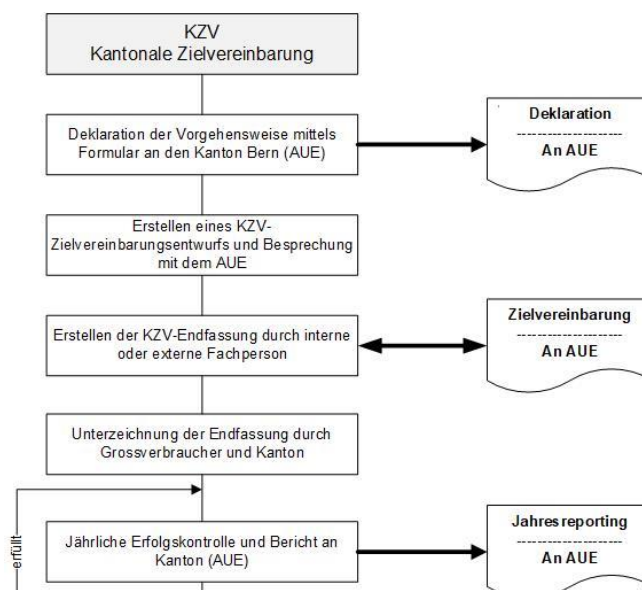 KZV
Kantonale Zielvereinbarung
Deklaration der Vorgehensweise mittels
Formular an den Kanton Bern (AUE)
Deklaration
----------------------
An AUE
Erstellen eines KZV-
Zielvereinbarungsentwurfs und Besprechung
mit dem AUE
Erstellen der KZV-Endfassung durch interne
oder externe Fachperson
Zielvereinbarung
----------------------
An AUE
Unterzeichnung der Endfassung durch
Grossverbraucher und Kanton
erfüllt
Jährliche Erfolgskontrolle und Bericht an
Kanton (AUE)
Jahresreporting
----------------------
An AUE